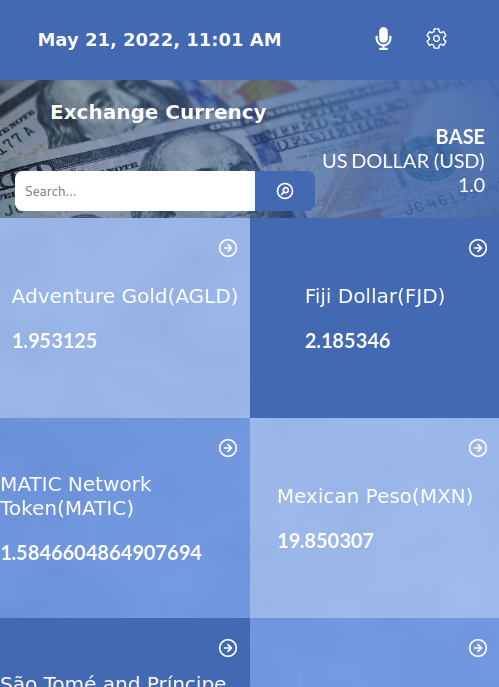 May 21, 2022, 11:01 AM
Exchange Currency
BASE
US DOLLAR (USD)
1.0
Search...
Adventure Gold(AGLD)
1.953125
Fiji Dollar(FJD)
2.185346
MATIC Network
Token(MATIC)
1.5846604864907694
Mexican Peso(MXN)
19.850307
São Tomé and Príncipe